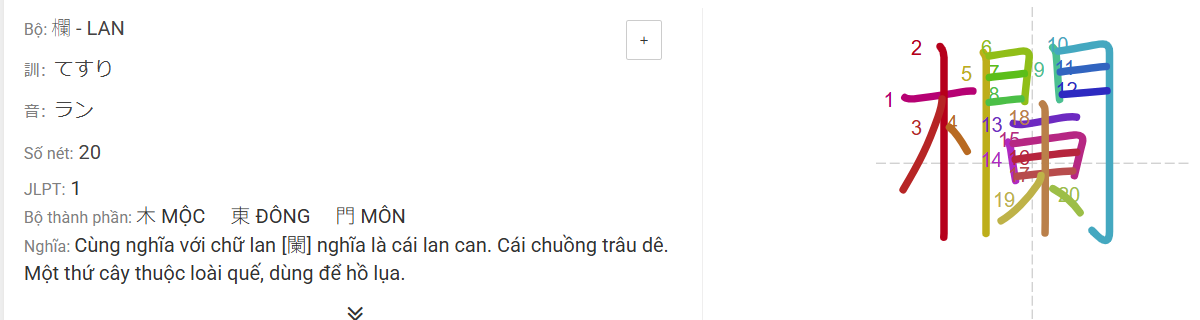 Bộ: 欄 - LAN
+
訓: てすり
音: ラン
Số nét: 20
JLPT: 1
Bộ thành phần: 木 MỘC 東 ĐÔNG 門 MÔN
Nghĩa: Cùng nghĩa với chữ lan [闌] nghĩa là cái lan can. Cái chuồng trâu dê.
Một thứ cây thuộc loài quế, dùng để hồ lụa.
欄
1
2
3
4
5
6
7
8
9
10
11
12
13
14
15
16
17
18
19
20